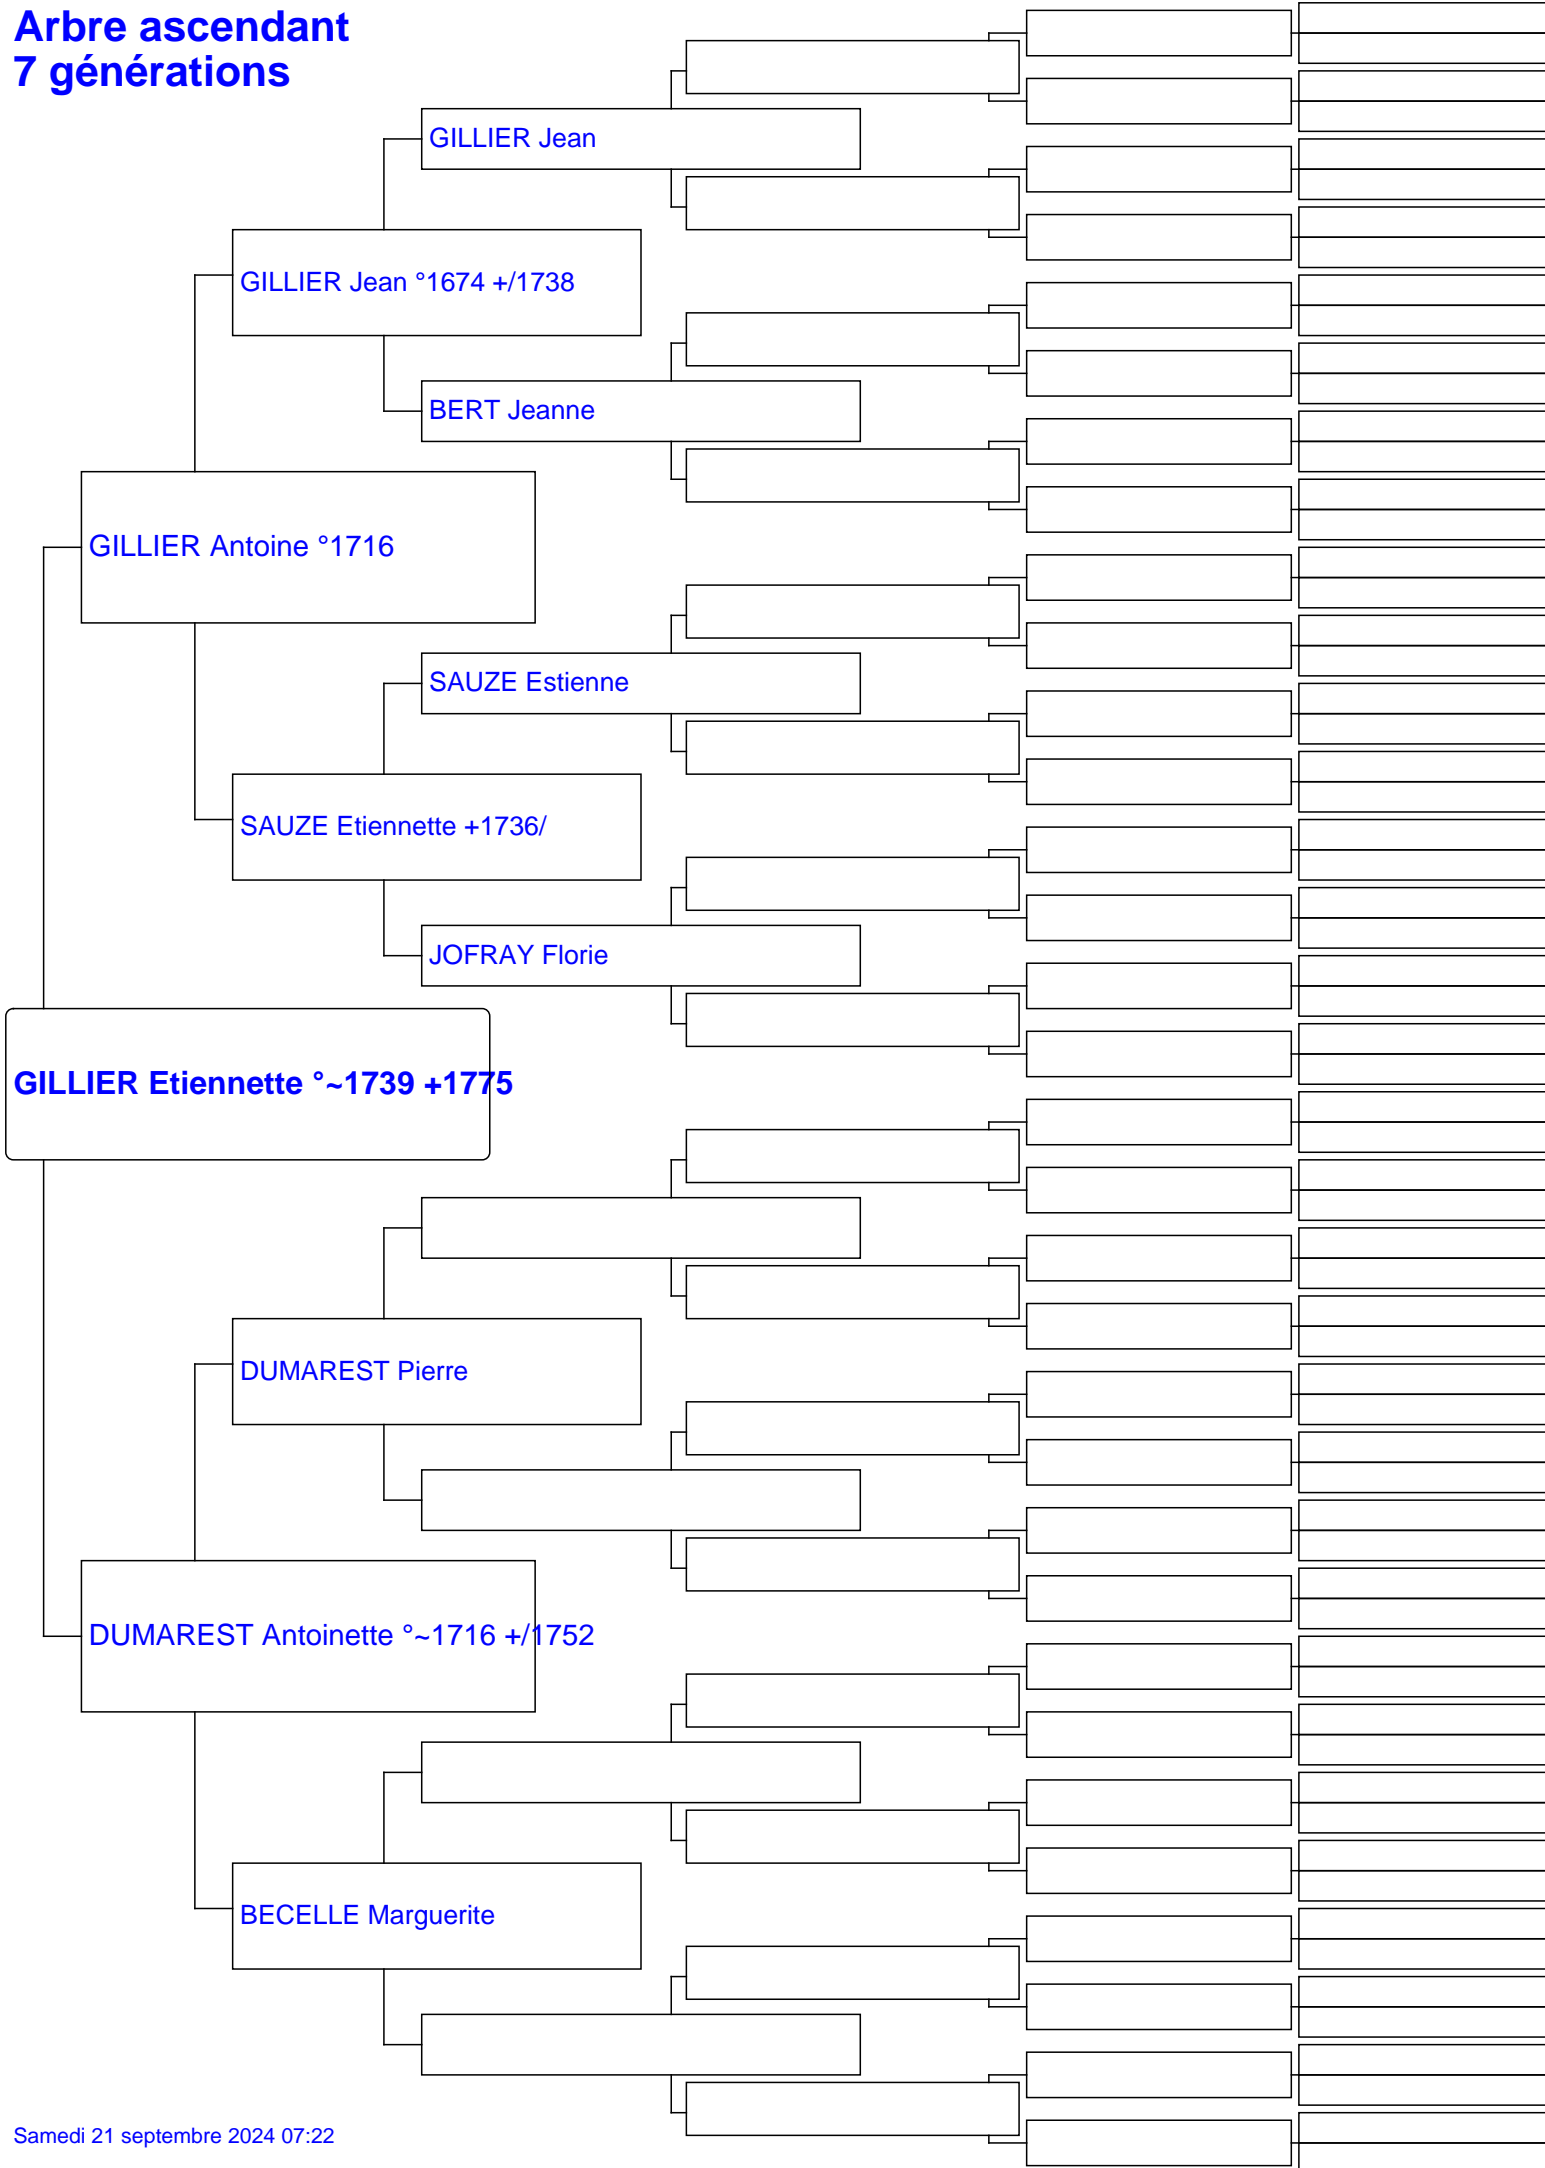 Arbre ascendant
7 générations
GILLIER Jean
GILLIER Jean °1674 +/1738
BERT Jeanne
GILLIER Antoine °1716
SAUZE Estienne
SAUZE Etiennette +1736/
JOFRAY Florie
GILLIER Etiennette °~1739 +1775
DUMAREST Pierre
DUMAREST Antoinette °~1716 +/1752
BECELLE Marguerite
Samedi 21 septembre 2024 07:22